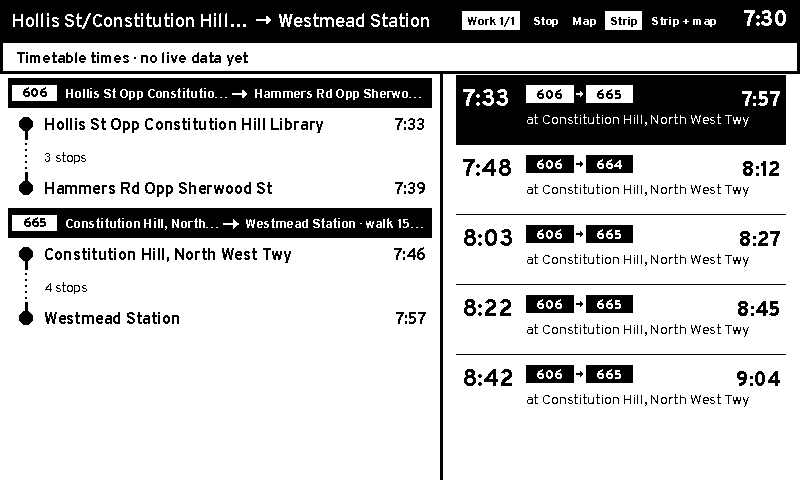 Hollis St/Constitution Hill... → Westmead Station
Work 1/1 Stop Map Strip Strip + map 7:30
Timetable times · no live data yet
606 Hollis St Opp Constitutio... → Hammers Rd Opp Sherwo...
Hollis St Opp Constitution Hill Library 7:33
3 stops
Hammers Rd Opp Sherwood St 7:39
665 Constitution Hill, North... → Westmead Station · walk 15...
Constitution Hill, North West Twy 7:46
4 stops
Westmead Station 7:57
7:33 606 → 665 7:57
at Constitution Hill, North West Twy
7:48 606 → 664 8:12
at Constitution Hill, North West Twy
8:03 606 → 665 8:27
at Constitution Hill, North West Twy
8:22 606 → 665 8:45
at Constitution Hill, North West Twy
8:42 606 → 665 9:04
at Constitution Hill, North West Twy